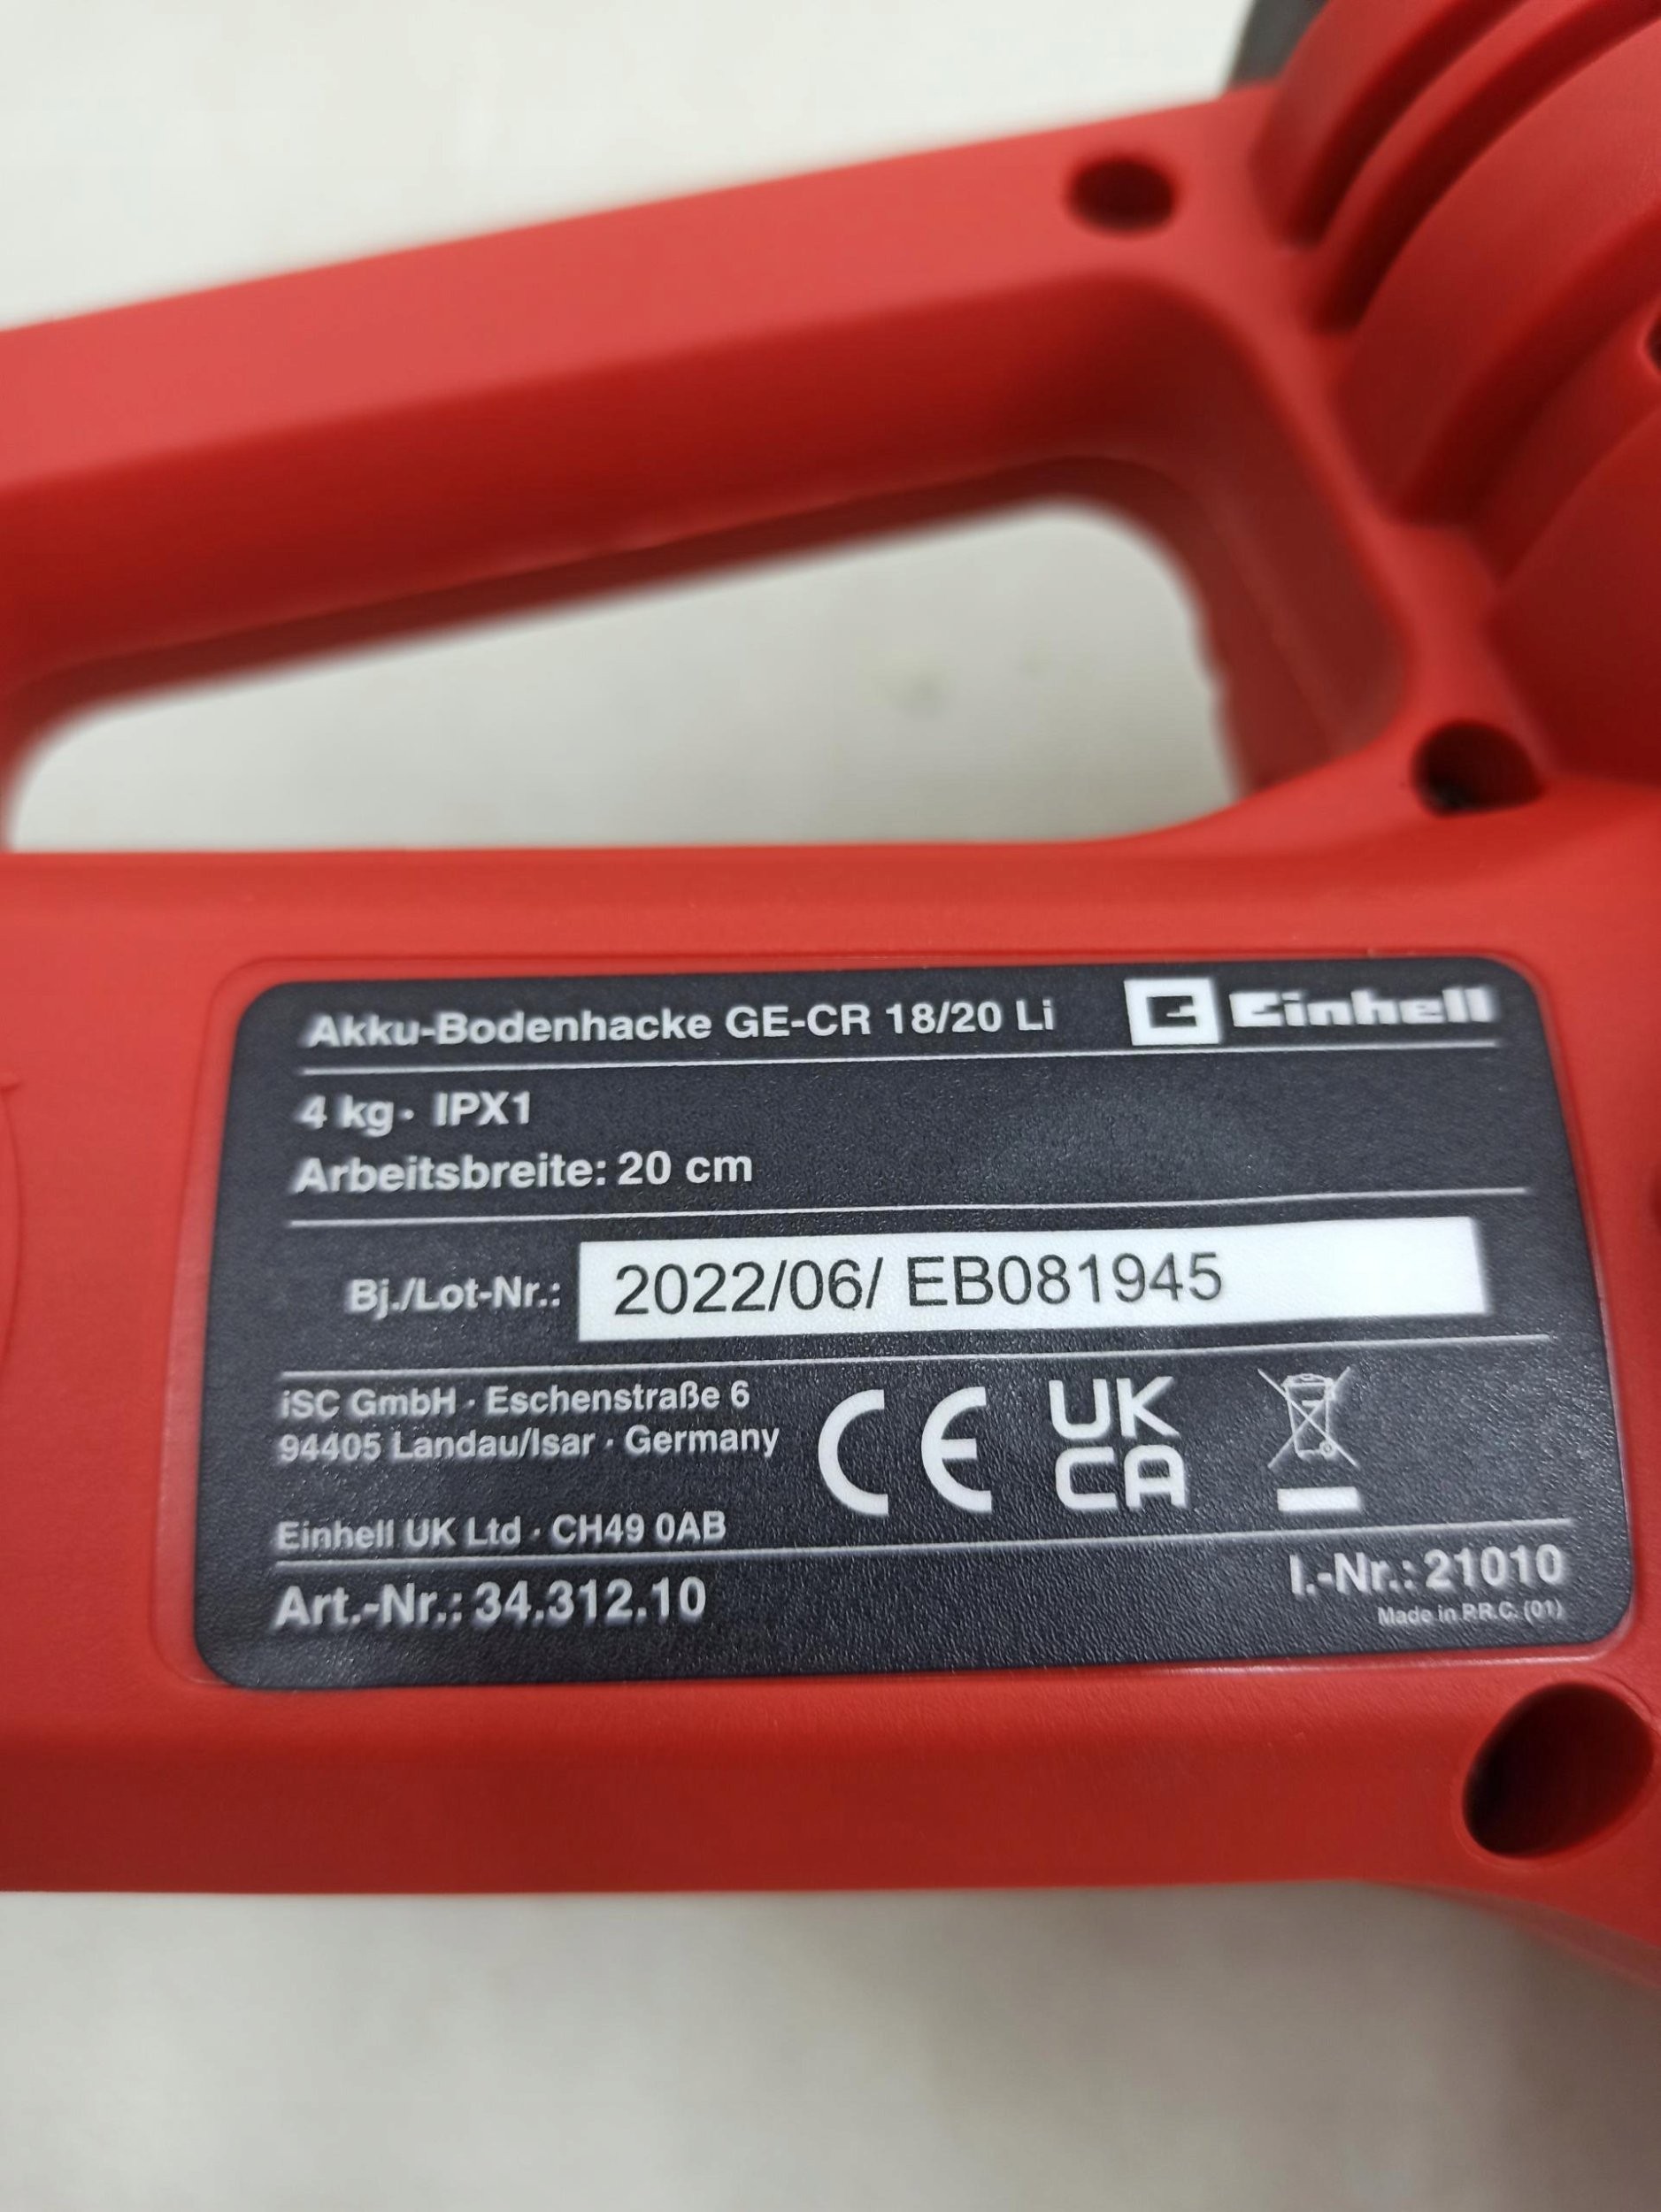 Akku-Bodenhacke GE-CR 18/20 Li Einhell
4 kg · IPX1
Arbeitsbreite: 20 cm
Bj./Lot-Nr.: 2022/06/ EB081945
iSC GmbH · Eschenstraße 6
94405 Landau/Isar · Germany
CE UK CA
Einhell UK Ltd · CH49 0AB
Art.-Nr.: 34.312.10 I.-Nr.: 21010
Made in P.R.C. (01)